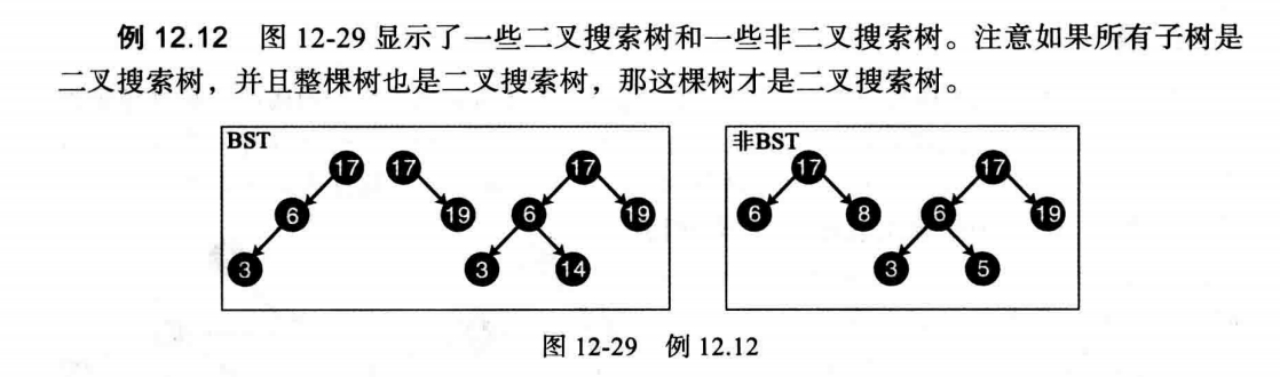 例 12.12 图 12-29 显示了一些二叉搜索树和一些非二叉搜索树。注意如果所有子树是
二叉搜索树，并且整棵树也是二叉搜索树，那这棵树才是二叉搜索树。
BST
17 17 17
6 19 6 19
3 3 14
非BST
17 17
6 8 6 19
3 5
图 12-29 例 12.12